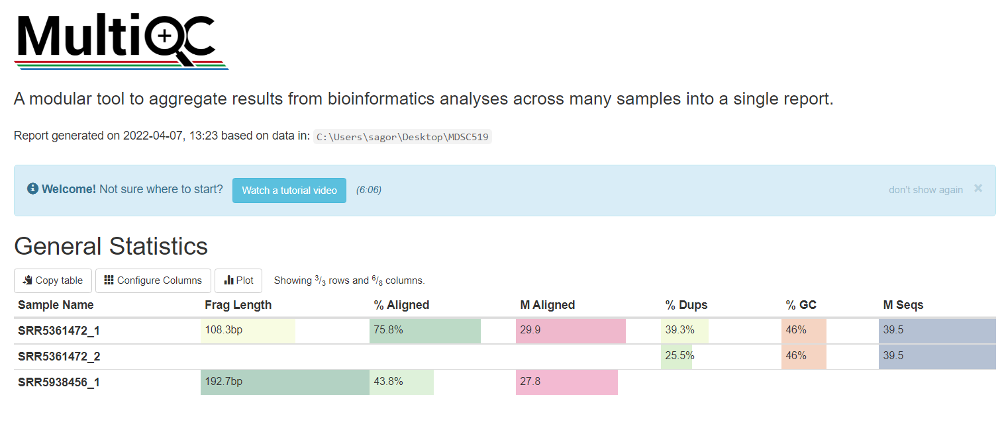 MultiQC
A modular tool to aggregate results from bioinformatics analyses across many samples into a single report.
Report generated on 2022-04-07, 13:23 based on data in: C:\Users\sagor\Desktop\MDSC519
Welcome! Not sure where to start? Watch a tutorial video (6:06) don't show again ×
General Statistics
Copy table Configure Columns Plot Showing 3/3 rows and 6/8 columns.
Sample Name Frag Length % Aligned M Aligned % Dups % GC M Seqs
SRR5361472_1 108.3bp 75.8% 29.9 39.3% 46% 39.5
SRR5361472_2 25.5% 46% 39.5
SRR5938456_1 192.7bp 43.8% 27.8